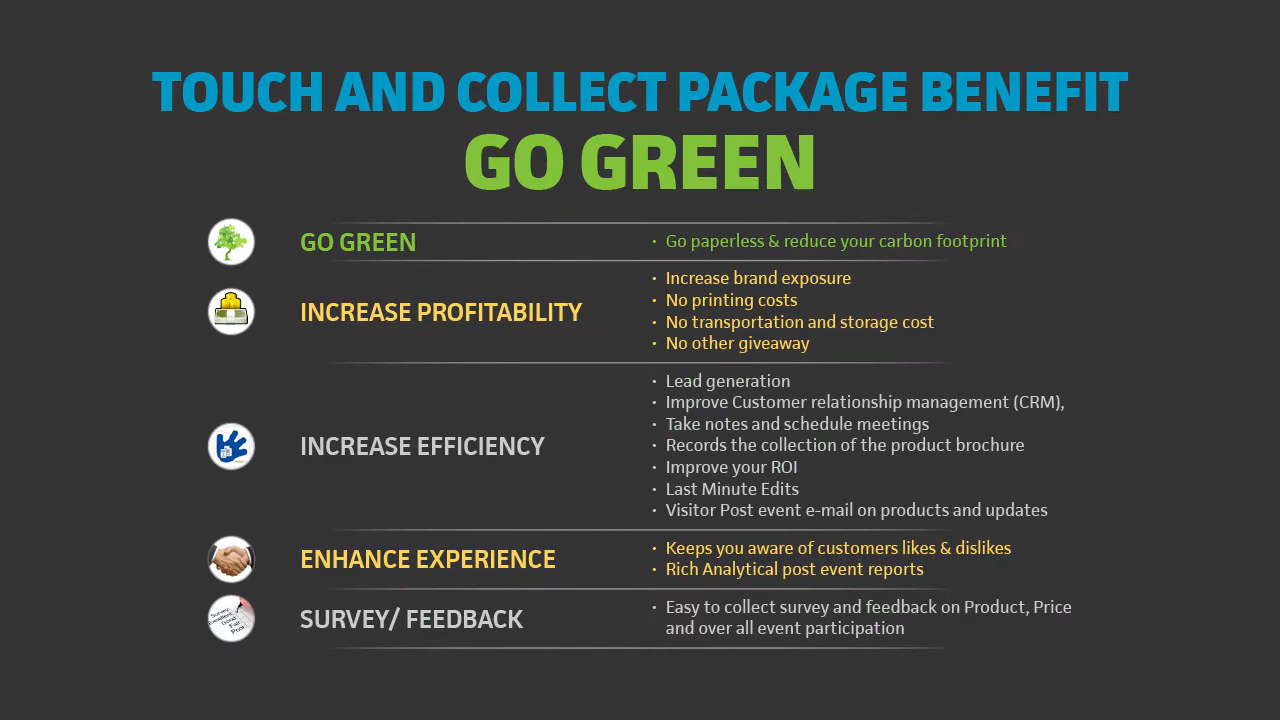 TOUCH AND COLLECT PACKAGE BENEFIT
GO GREEN
GO GREEN
· Go paperless & reduce your carbon footprint
INCREASE PROFITABILITY
· Increase brand exposure
· No printing costs
· No transportation and storage cost
· No other giveaway
INCREASE EFFICIENCY
· Lead generation
· Improve Customer relationship management (CRM),
· Take notes and schedule meetings
· Records the collection of the product brochure
· Improve your ROI
· Last Minute Edits
· Visitor Post event e-mail on products and updates
ENHANCE EXPERIENCE
· Keeps you aware of customers likes & dislikes
· Rich Analytical post event reports
SURVEY/ FEEDBACK
· Easy to collect survey and feedback on Product, Price
and over all event participation